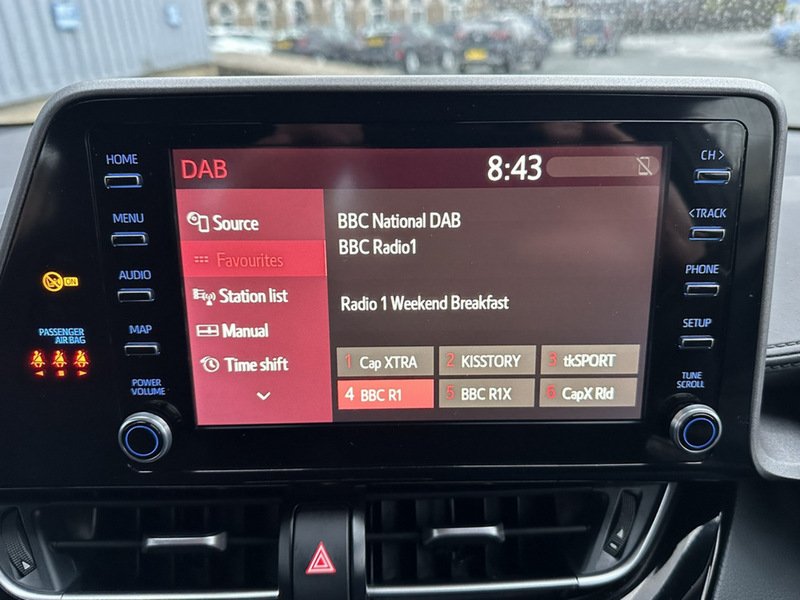 HOME
MENU
AUDIO
MAP
POWER
VOLUME
ON
PASSENGER
AIR BAG
DAB
8:43
Source
Favourites
Station list
Manual
Time shift
BBC National DAB
BBC Radio1
Radio 1 Weekend Breakfast
1 Cap XTRA
2 KISSTORY
3 tkSPORT
4 BBC R1
5 BBC R1X
6 CapX Rld
CH >
< TRACK
PHONE
SETUP
TUNE
SCROLL